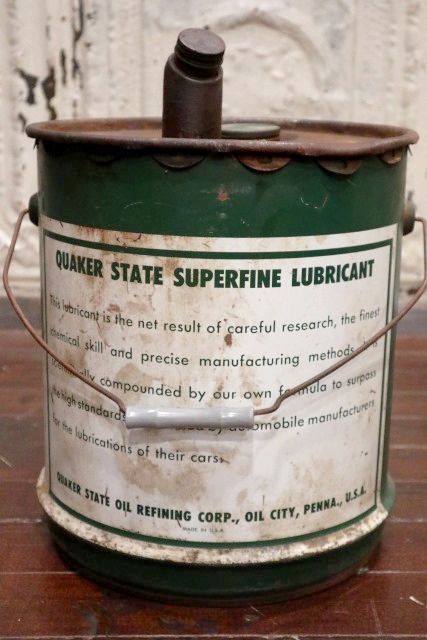 QUAKER STATE SUPERFINE LUBRICANT
This lubricant is the net result of careful research, the finest
chemical skill and precise manufacturing methods
compounded by our own formula to surpass
the high standards by automobile manufacturers
for the lubrications of their cars.
QUAKER STATE OIL REFINING CORP., OIL CITY, PENNA., U.S.A.
MADE IN U.S.A.